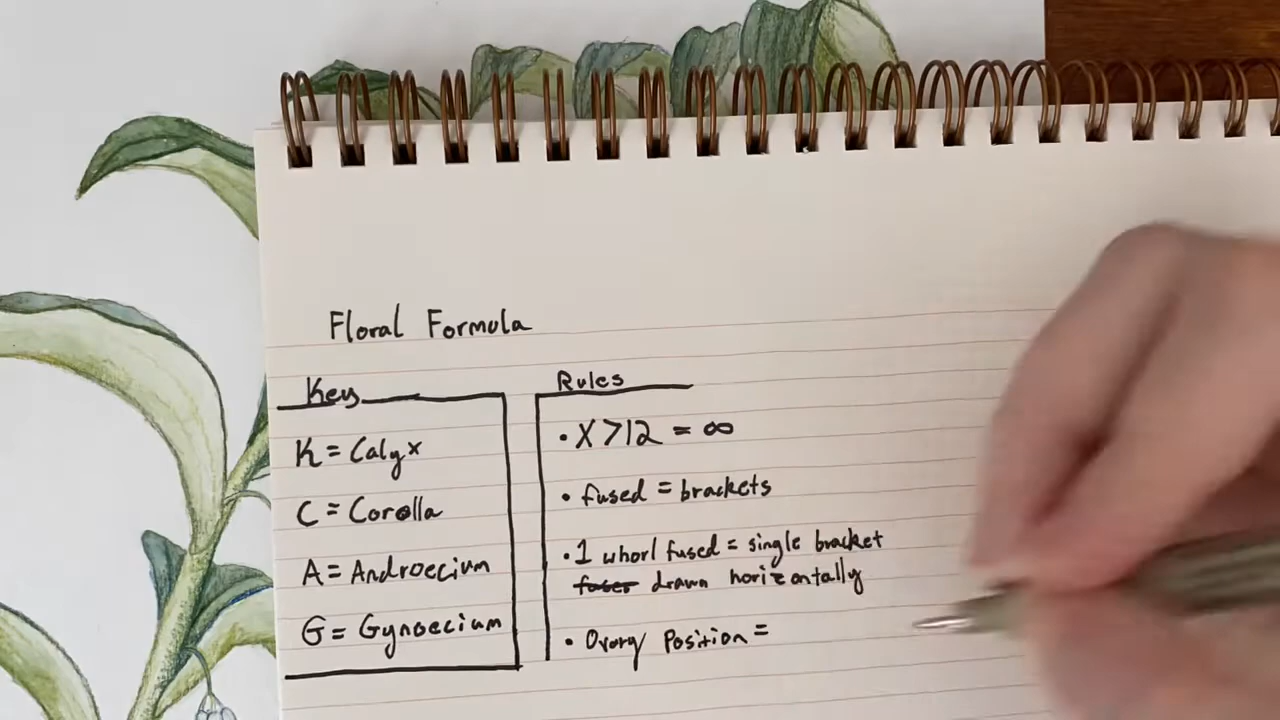 Floral Formula
Key
K = Calyx
C = Corolla
A = Androecium
G = Gynoecium
Rules
• X > 12 = ∞
• fused = brackets
• 1 whorl fused = single bracket
drawn horizontally
• Ovary Position =